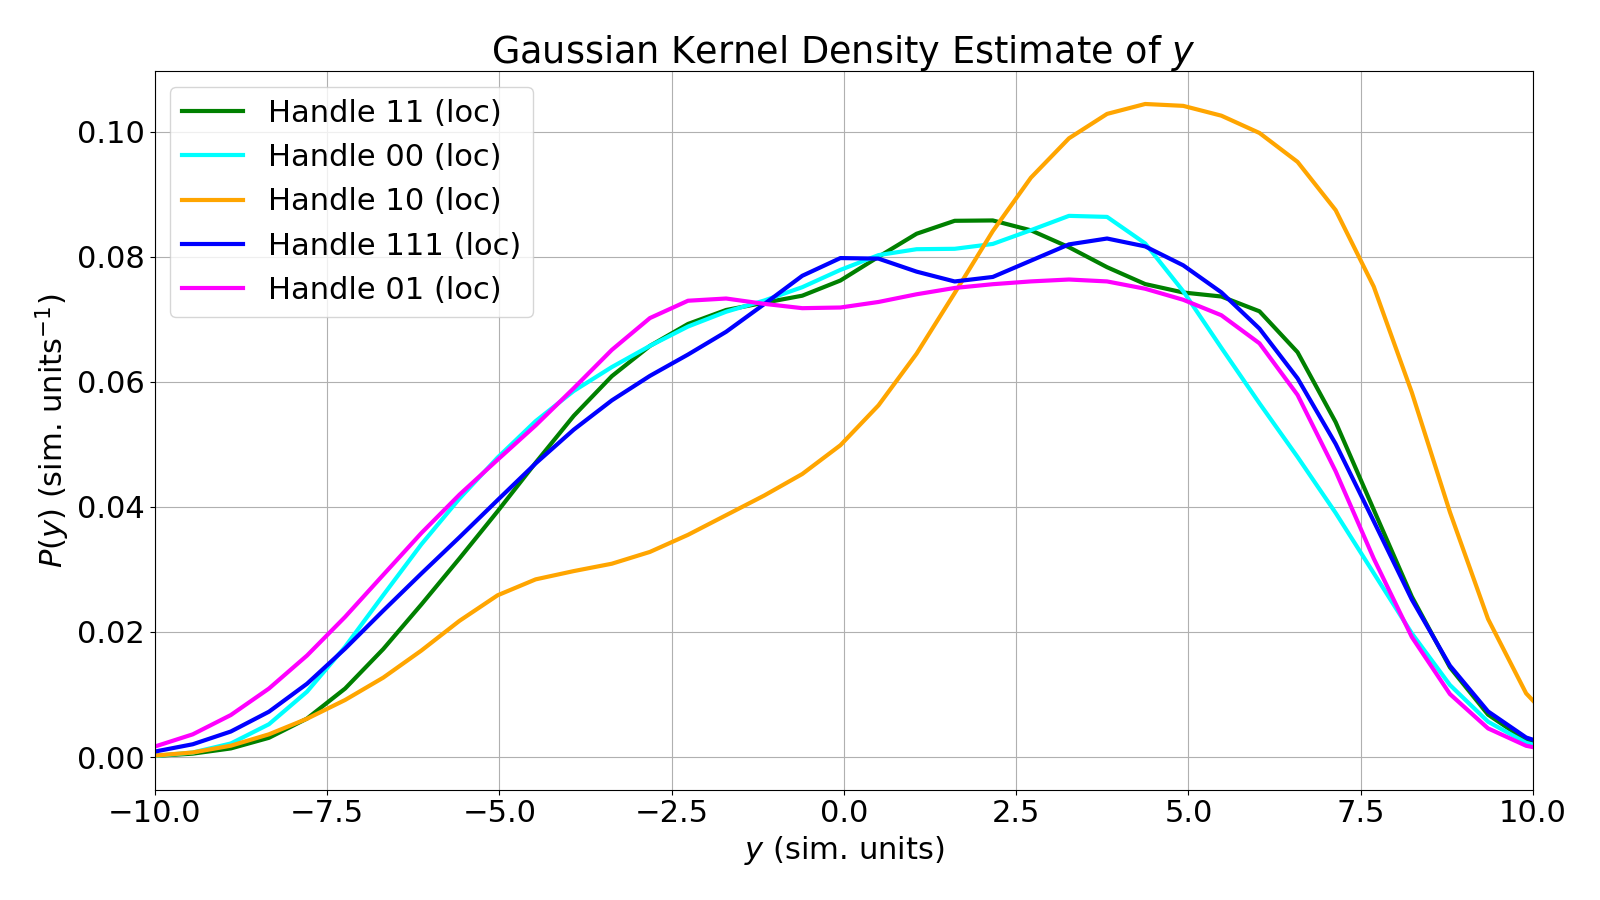 Gaussian Kernel Density Estimate of y
Handle 11 (loc)
Handle 00 (loc)
Handle 10 (loc)
Handle 111 (loc)
Handle 01 (loc)
P(y) (sim. units⁻¹)
0.10
0.08
0.06
0.04
0.02
0.00
−10.0 −7.5 −5.0 −2.5 0.0 2.5 5.0 7.5 10.0
y (sim. units)